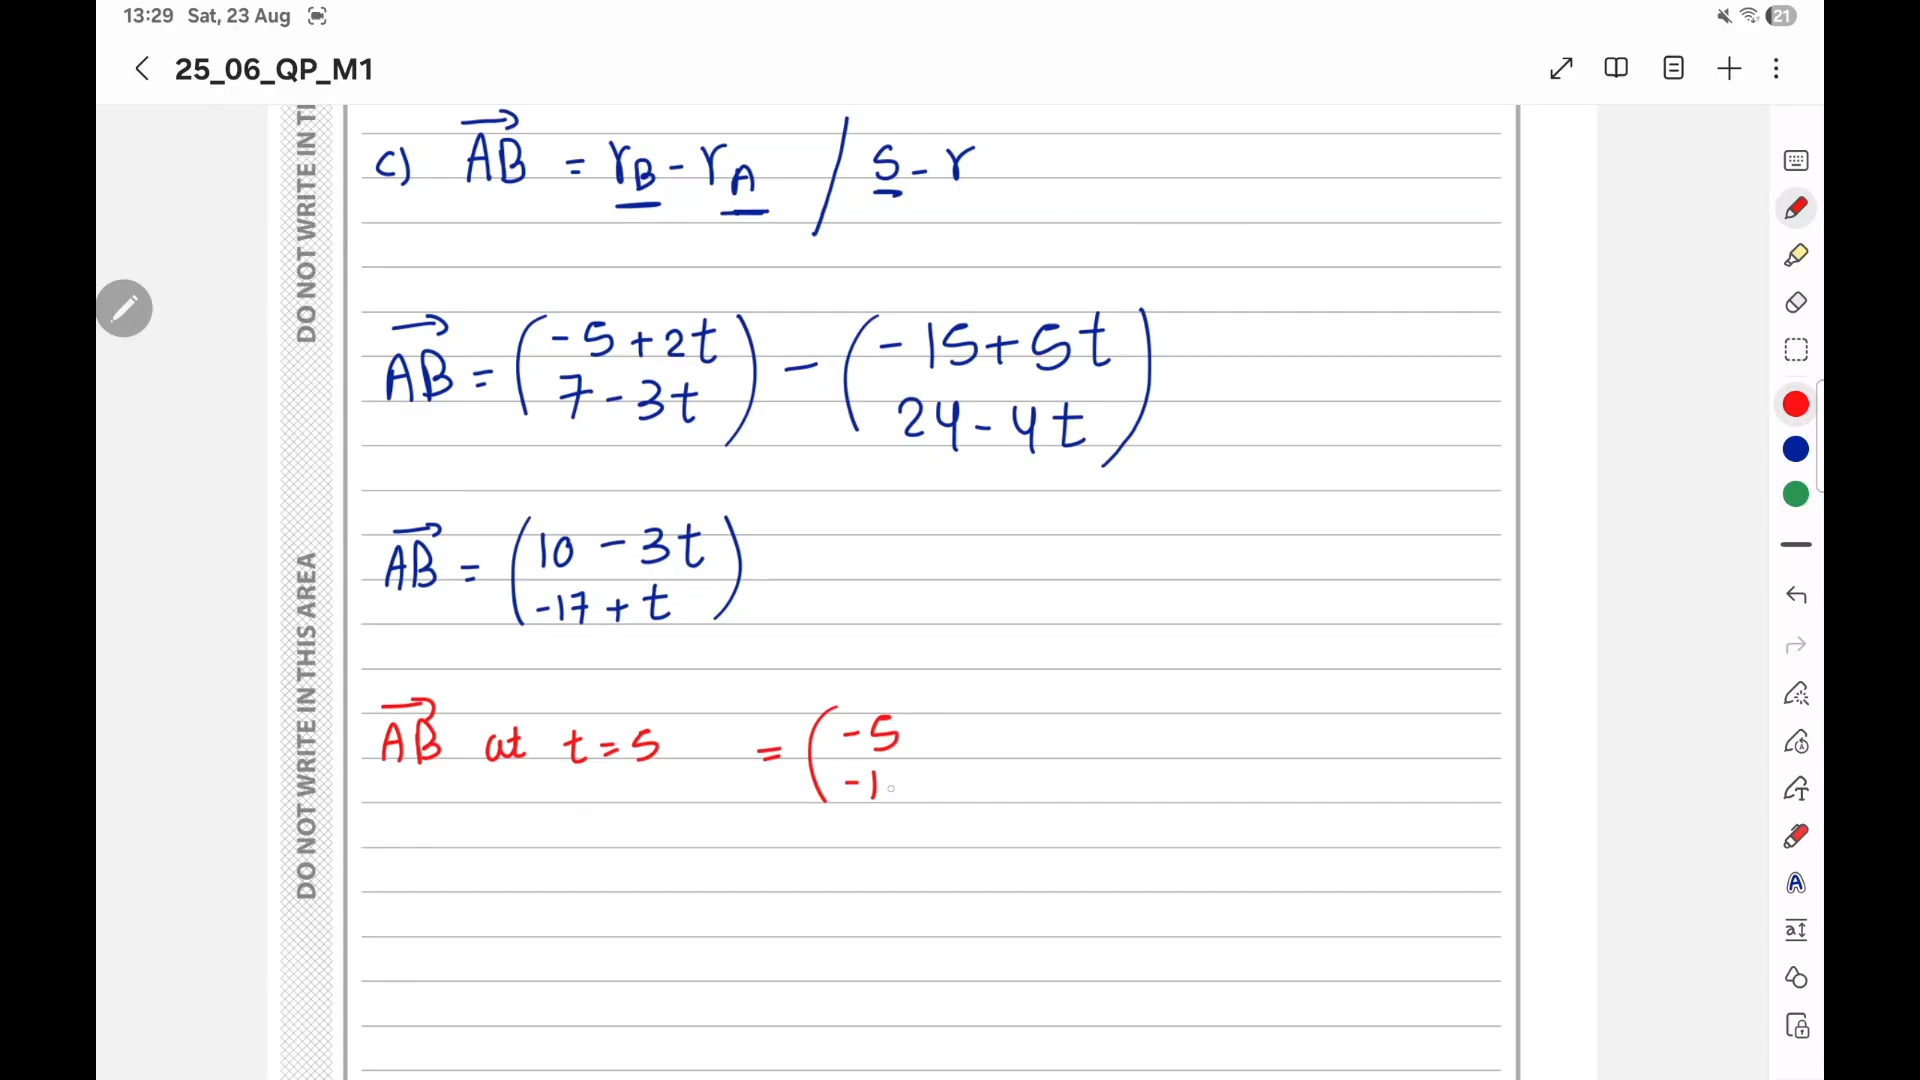 13:29 Sat, 23 Aug
21
25_06_QP_M1
DO NOT WRITE IN TI
c) AB = rB - rA / s - r
AB = (-5+2t
7-3t) - (-15+5t
24-4t)
DO NOT WRITE IN THIS AREA
AB = (10 - 3t
-17 + t)
AB at t = 5 = (-5
-1